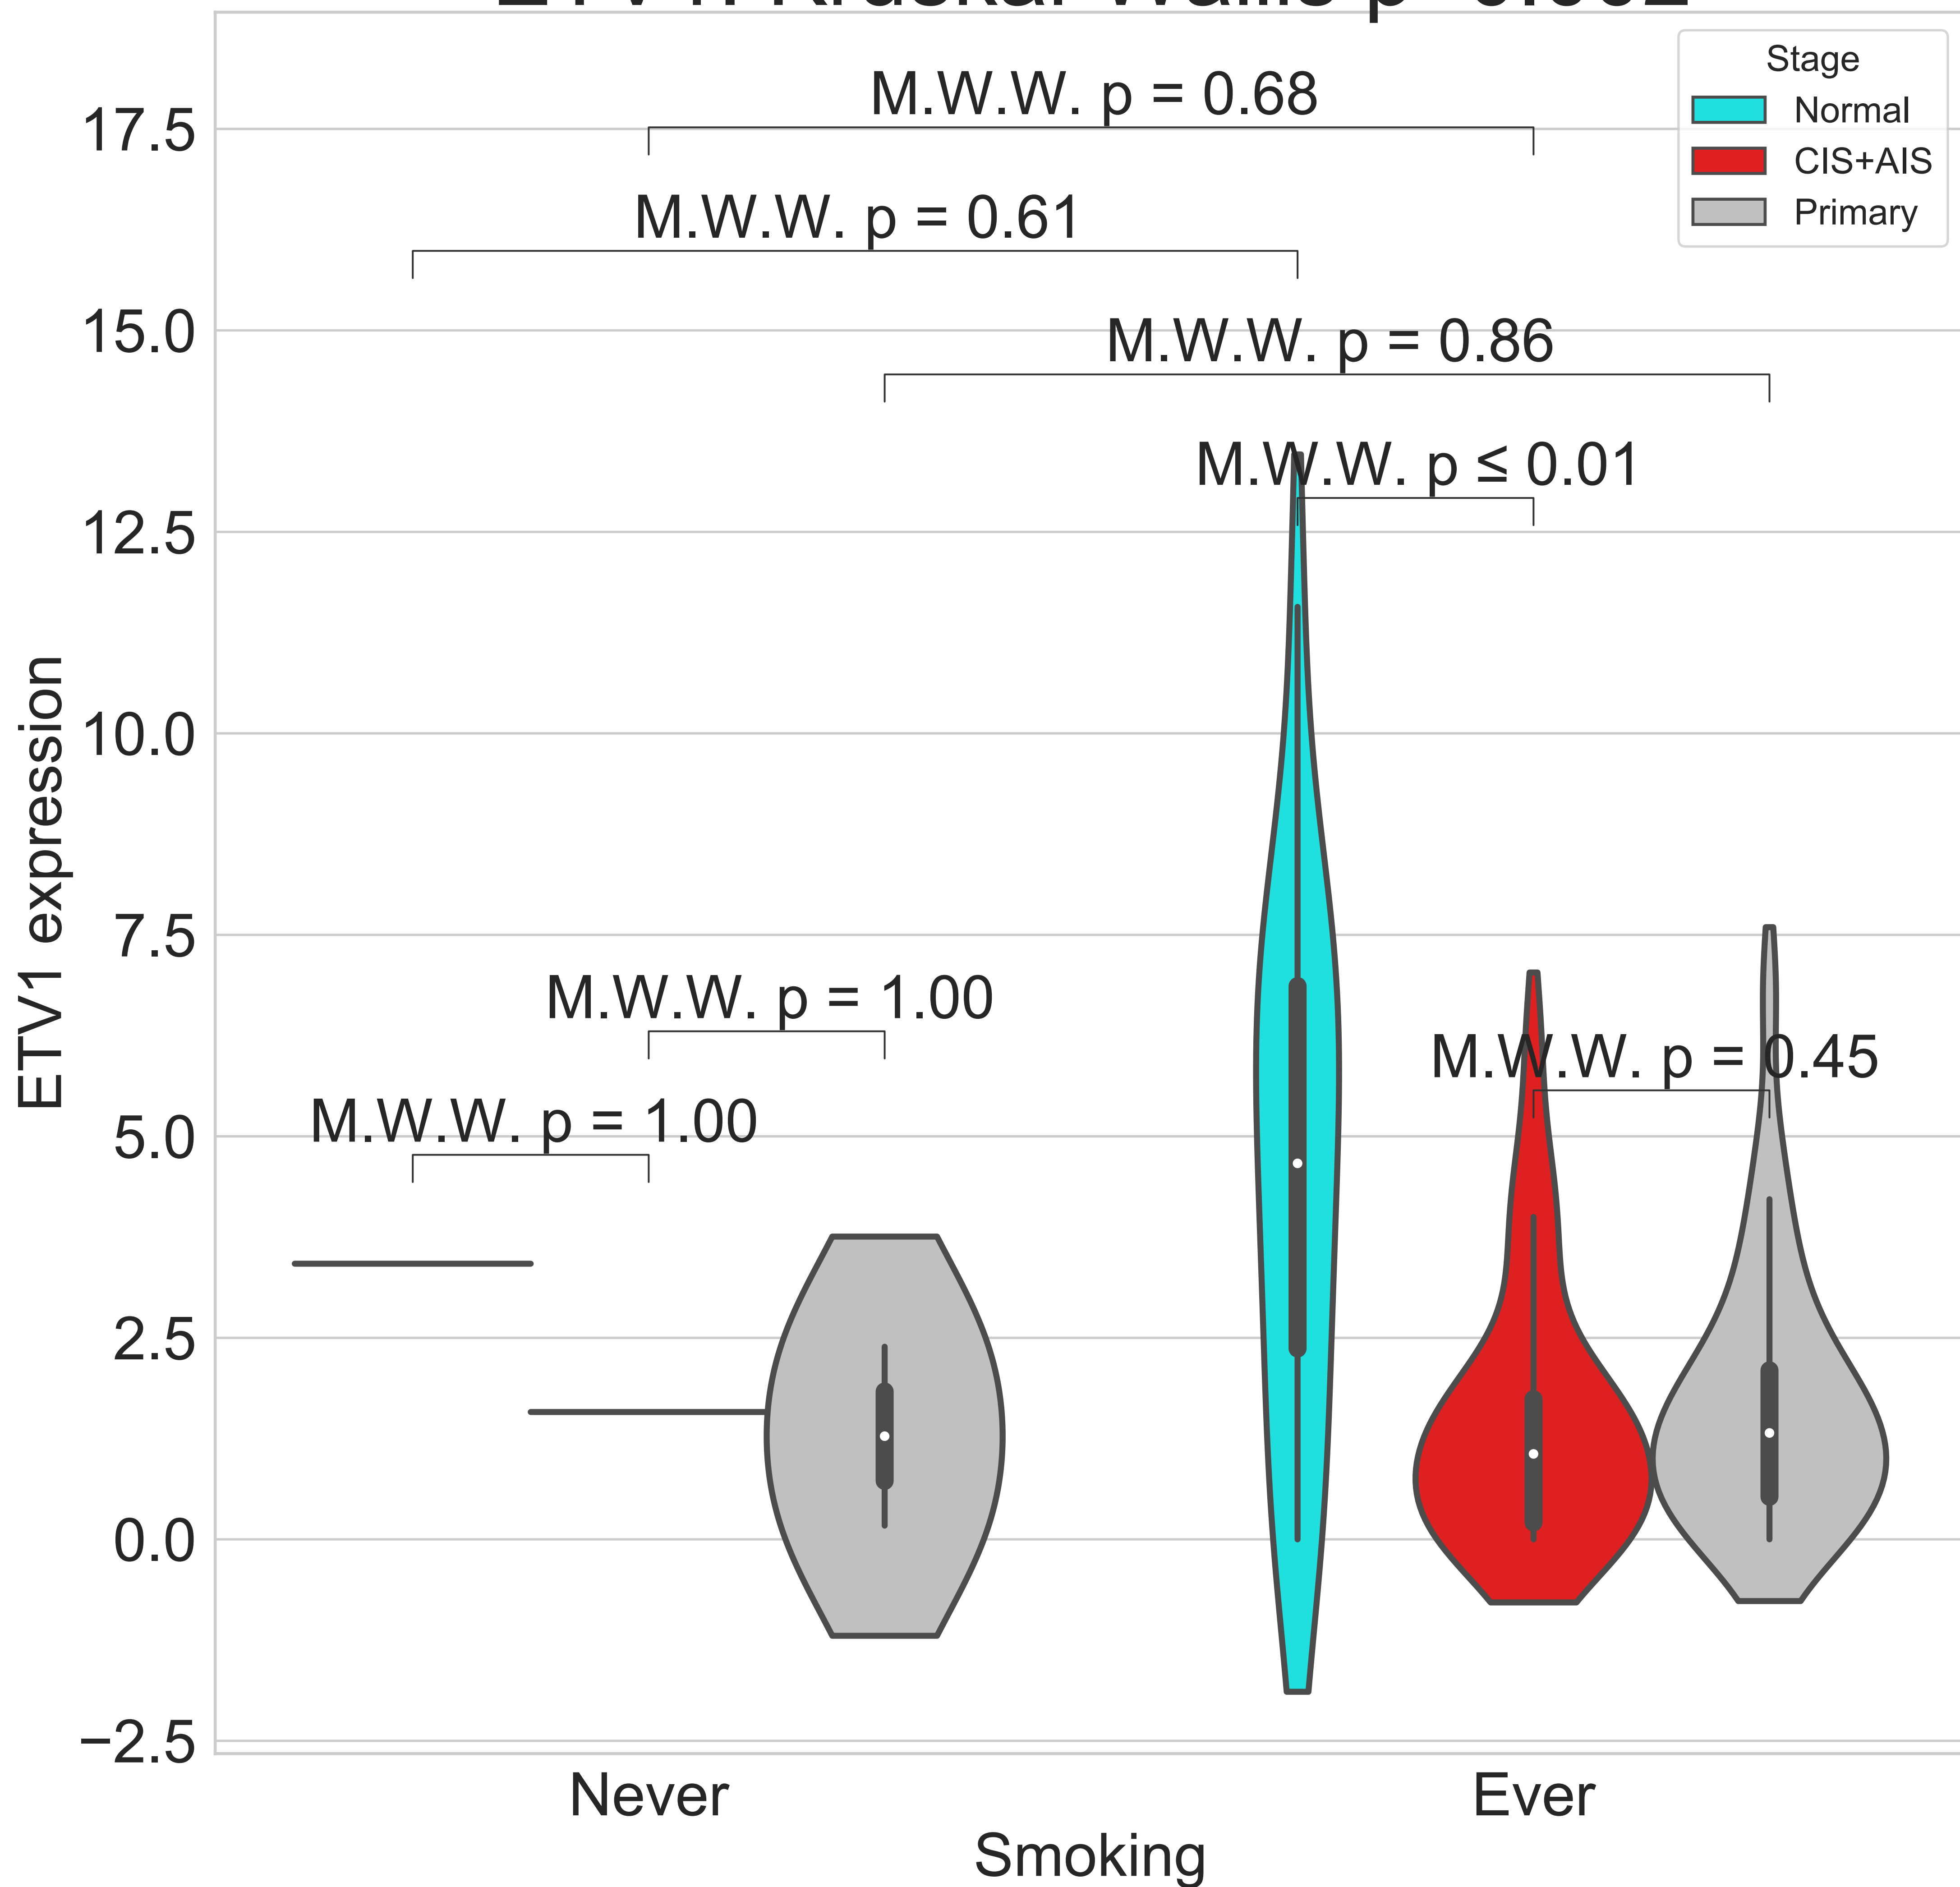 Stage
Normal
CIS+AIS
Primary
M.W.W. p = 0.68
M.W.W. p = 0.61
M.W.W. p = 0.86
M.W.W. p ≤ 0.01
M.W.W. p = 1.00
M.W.W. p = 0.45
M.W.W. p = 1.00
17.5
15.0
12.5
10.0
7.5
5.0
2.5
0.0
−2.5
ETV1 expression
Never
Ever
Smoking